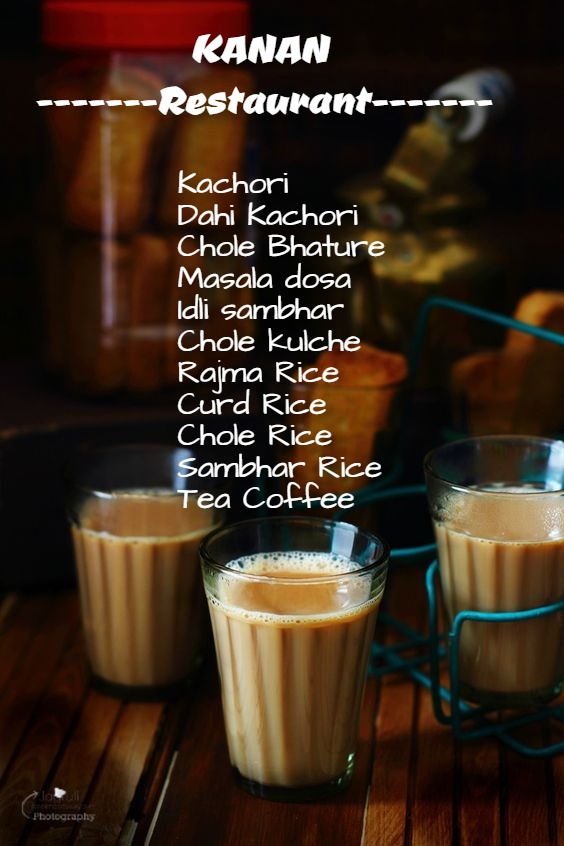 KANAN
-------Restaurant-------
Kachori
Dahi Kachori
Chole Bhature
Masala dosa
Idli sambhar
Chole kulche
Rajma Rice
Curd Rice
Chole Rice
Sambhar Rice
Tea Coffee
Photography